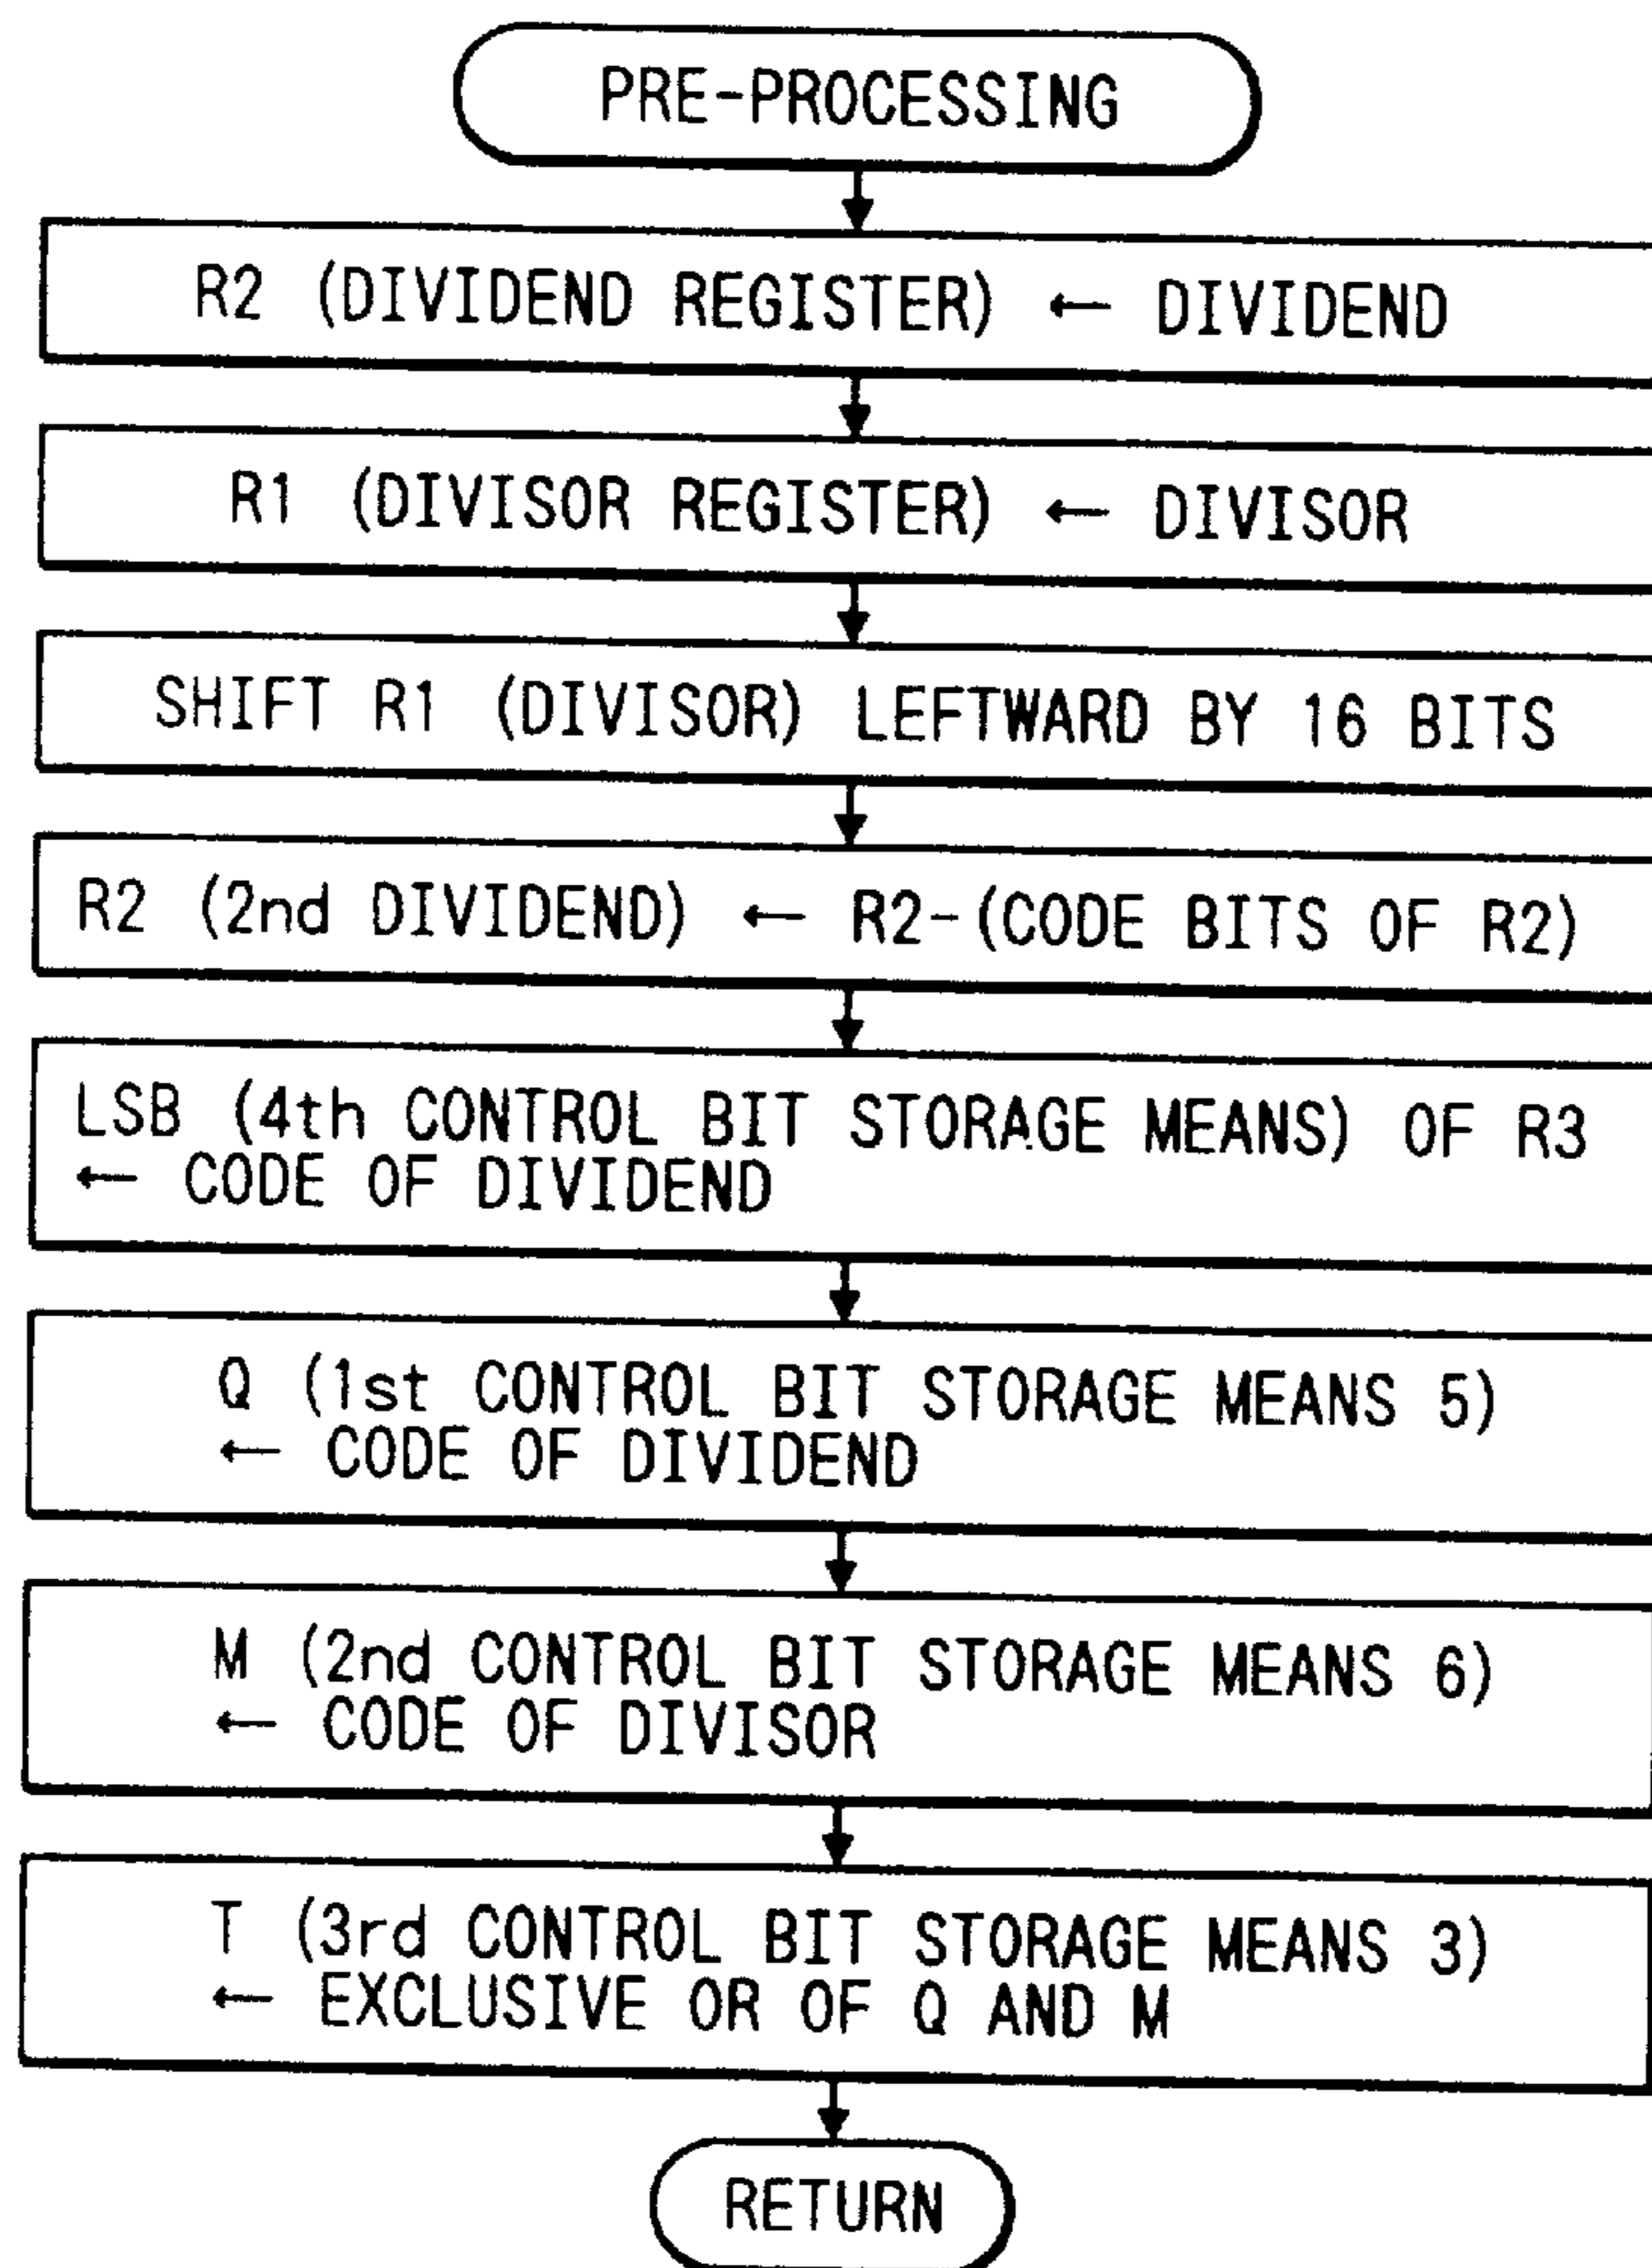 PRE-PROCESSING
R2 (DIVIDEND REGISTER) ← DIVIDEND
R1 (DIVISOR REGISTER) ← DIVISOR
SHIFT R1 (DIVISOR) LEFTWARD BY 16 BITS
R2 (2nd DIVIDEND) ← R2-(CODE BITS OF R2)
LSB (4th CONTROL BIT STORAGE MEANS) OF R3
← CODE OF DIVIDEND
Q (1st CONTROL BIT STORAGE MEANS 5)
← CODE OF DIVIDEND
M (2nd CONTROL BIT STORAGE MEANS 6)
← CODE OF DIVISOR
T (3rd CONTROL BIT STORAGE MEANS 3)
← EXCLUSIVE OR OF Q AND M
RETURN